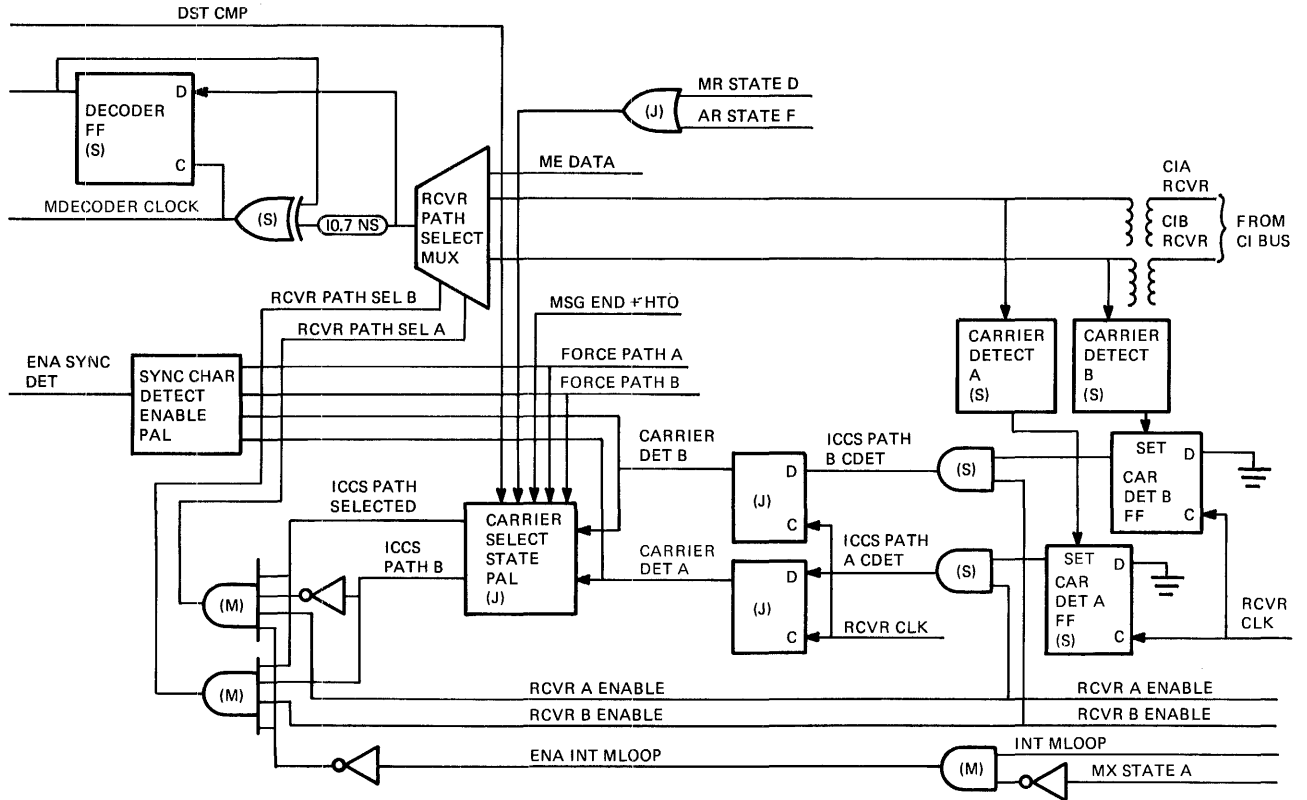 DST CMP
DECODER
FF
(S)
D
C
MDECODER CLOCK
(S)
10.7 NS
RCVR
PATH
SELECT
MUX
(J)
MR STATE D
AR STATE F
ME DATA
CIA
RCVR
CIB
RCVR
FROM
CI BUS
RCVR PATH SEL B
RCVR PATH SEL A
MSG END + HTO
FORCE PATH A
FORCE PATH B
ENA SYNC
DET
SYNC CHAR
DETECT
ENABLE
PAL
CARRIER
DETECT
A
(S)
CARRIER
DETECT
B
(S)
CARRIER
DET B
D
(J)
C
ICCS PATH
B CDET
(S)
SET
D
CAR
DET B
FF
C
ICCS PATH
SELECTED
ICCS
PATH B
CARRIER
SELECT
STATE
PAL
(J)
CARRIER
DET A
D
(J)
C
ICCS PATH
A CDET
(S)
SET
D
CAR
DET A
FF
(S)
C
RCVR CLK
RCVR
CLK
(M)
(M)
RCVR A ENABLE
RCVR A ENABLE
RCVR B ENABLE
RCVR B ENABLE
ENA INT MLOOP
(M)
INT MLOOP
MX STATE A